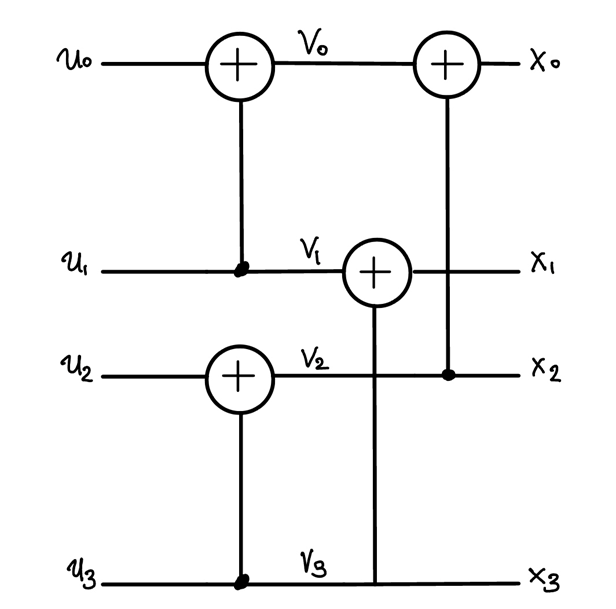 u₀ V₀ X₀
u₁ V₁ X₁
u₂ V₂ X₂
u₃ V₃ X₃